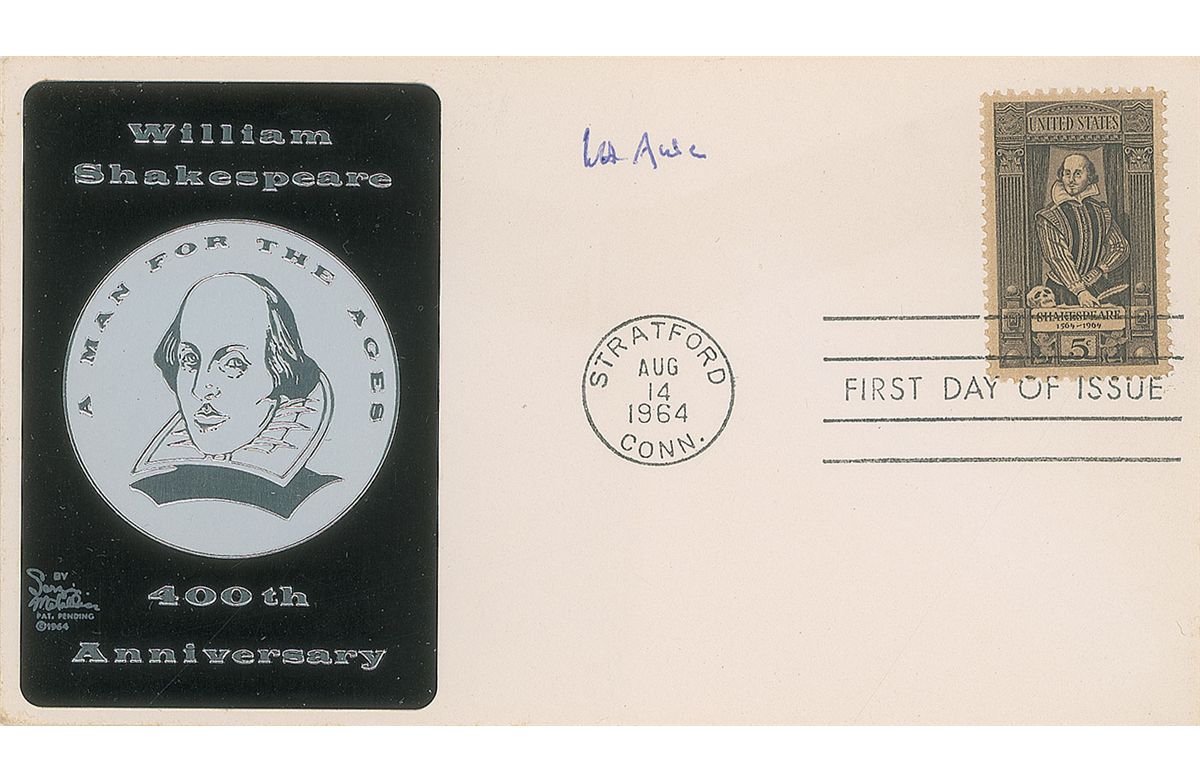 William
Shakespeare
A MAN FOR THE AGES
BY
PAT. PENDING
©1964
400th
Anniversary
STRATFORD
AUG
14
1964
CONN.
UNITED STATES
SHAKESPEARE
1564-1964
5c
FIRST DAY OF ISSUE